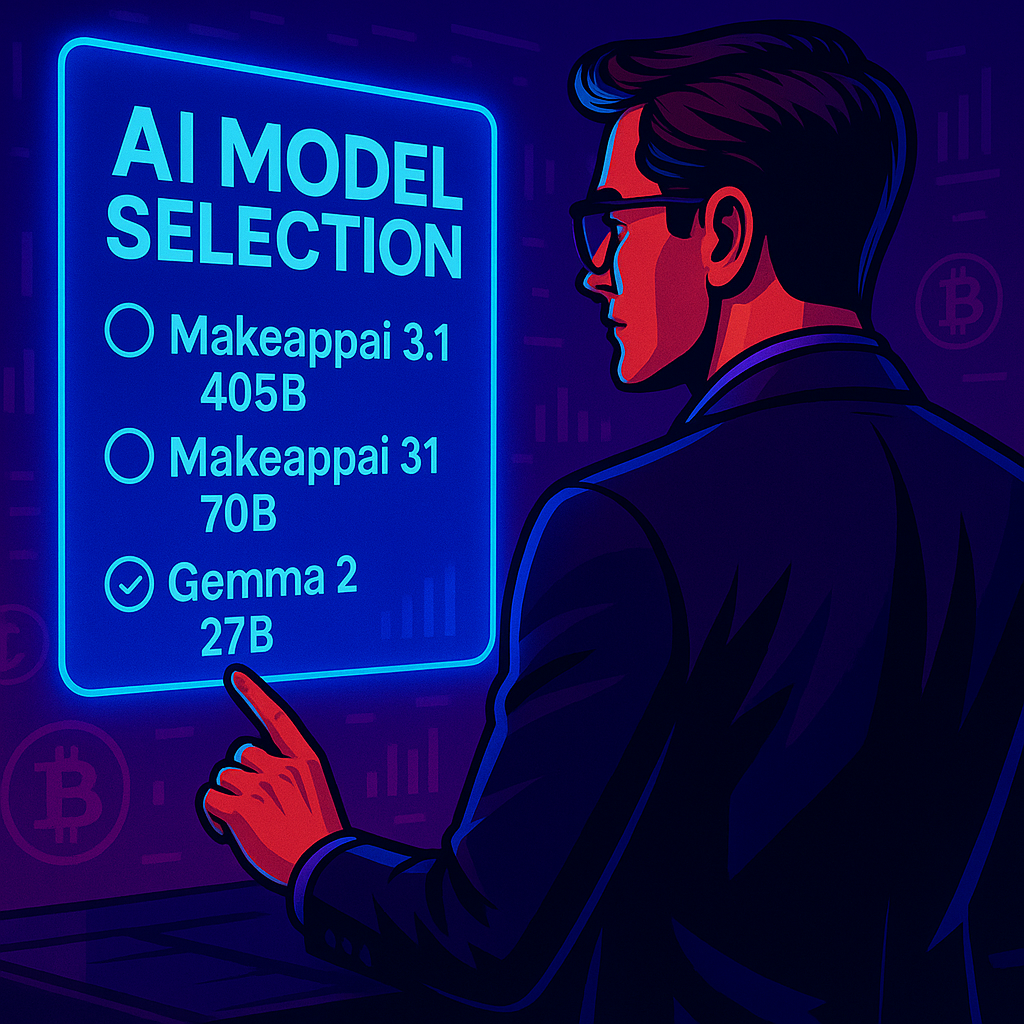 AI MODEL
SELECTION
Makeappai 3.1
405B
Makeappai 31
70B
Gemma 2
27B